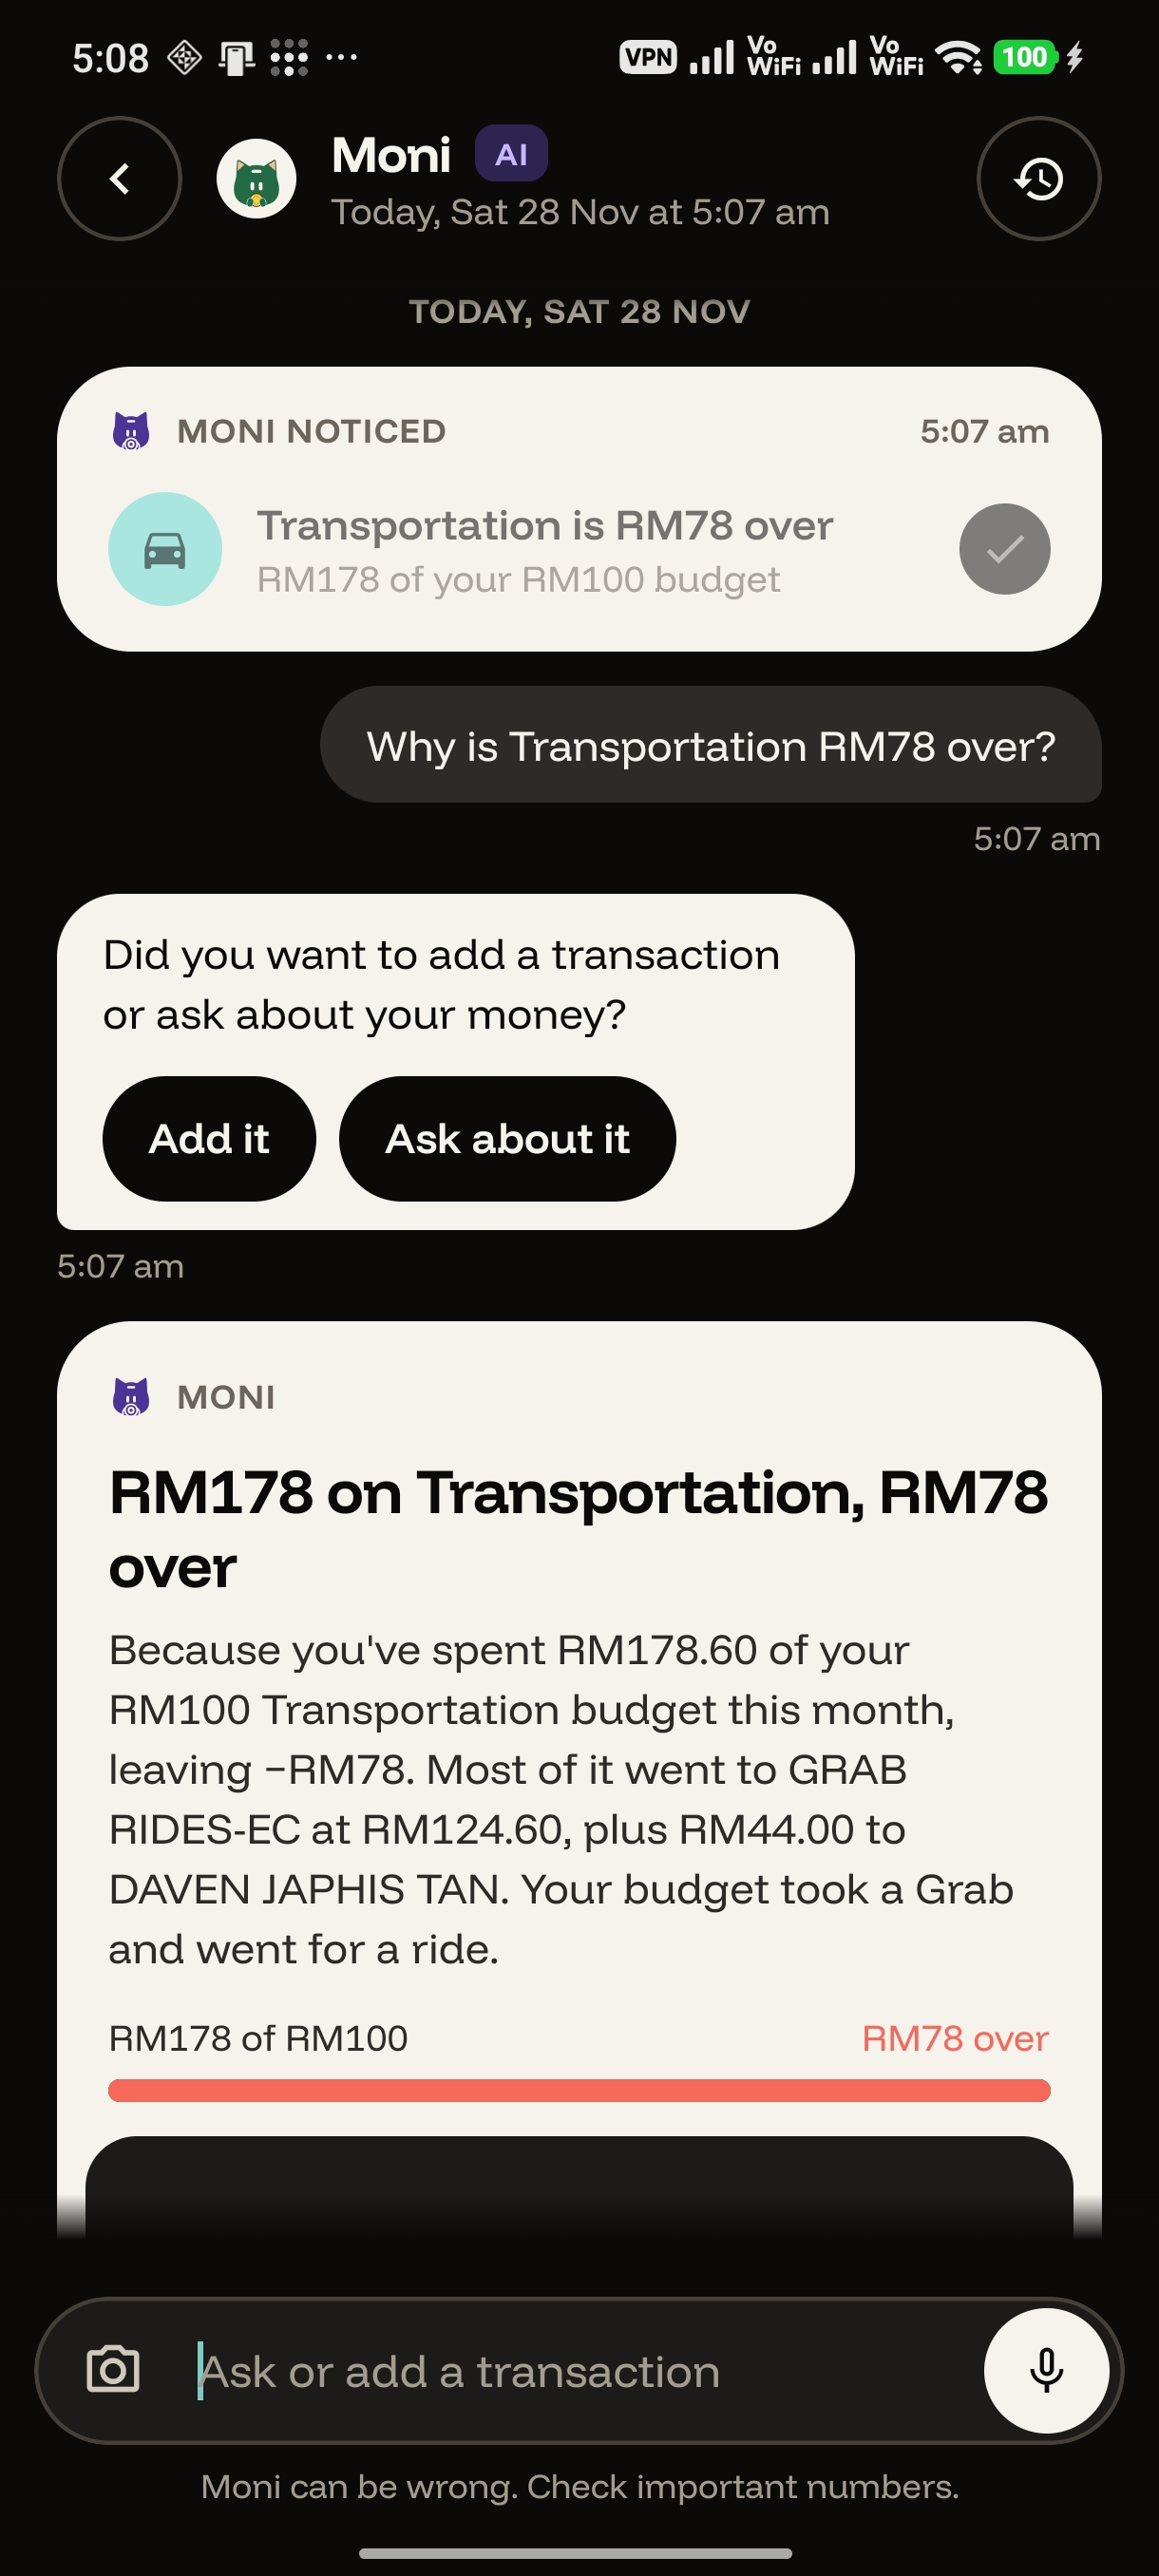 5:08
VPN
Vo
WiFi
Vo
WiFi
100
Moni AI
Today, Sat 28 Nov at 5:07 am
TODAY, SAT 28 NOV
MONI NOTICED 5:07 am
Transportation is RM78 over
RM178 of your RM100 budget
Why is Transportation RM78 over?
5:07 am
Did you want to add a transaction
or ask about your money?
Add it Ask about it
5:07 am
MONI
RM178 on Transportation, RM78
over
Because you've spent RM178.60 of your
RM100 Transportation budget this month,
leaving −RM78. Most of it went to GRAB
RIDES-EC at RM124.60, plus RM44.00 to
DAVEN JAPHIS TAN. Your budget took a Grab
and went for a ride.
RM178 of RM100 RM78 over
Ask or add a transaction
Moni can be wrong. Check important numbers.